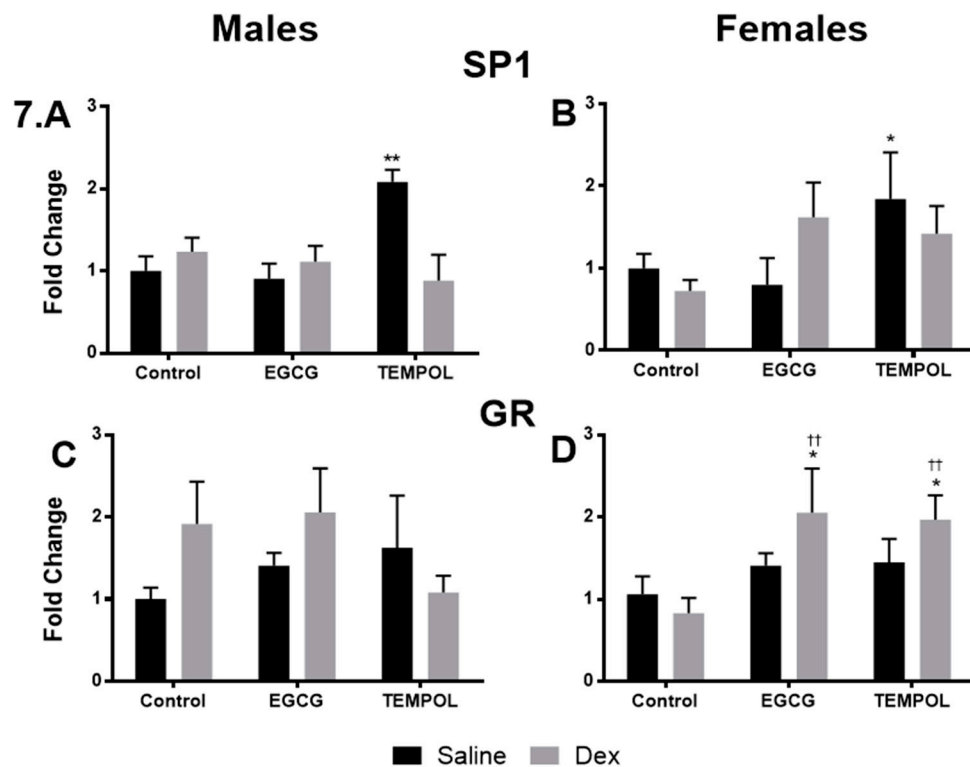 Males Females
SP1
7.A B
Fold Change
3
2
1
0
**
Control EGCG TEMPOL
3
2
1
0
*
Control EGCG TEMPOL
GR
C D
Fold Change
3
2
1
0
Control EGCG TEMPOL
3
2
1
0
††
*
††
*
Control EGCG TEMPOL
Saline Dex